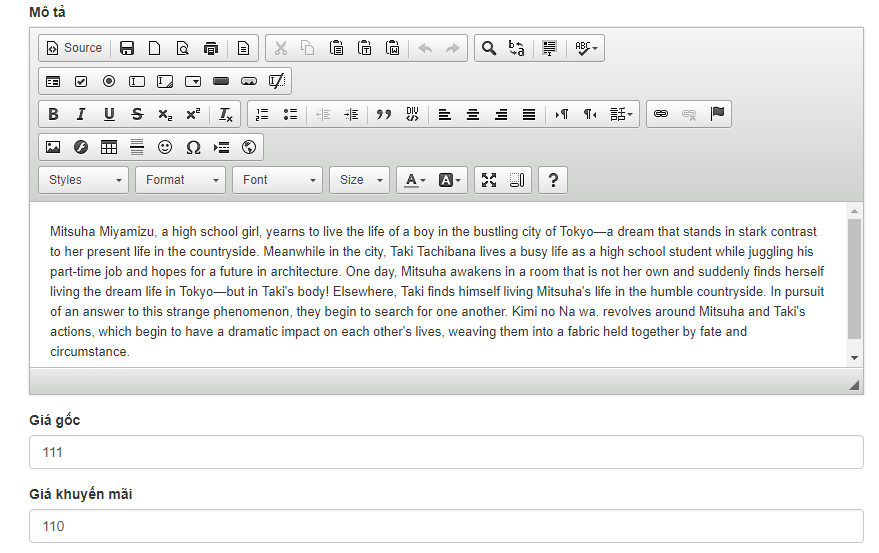 Mô tả
Source
ABC
B I U S x₂ x² Tx DIV 話
Styles Format Font Size A A ?
Mitsuha Miyamizu, a high school girl, yearns to live the life of a boy in the bustling city of Tokyo—a dream that stands in stark contrast
to her present life in the countryside. Meanwhile in the city, Taki Tachibana lives a busy life as a high school student while juggling his
part-time job and hopes for a future in architecture. One day, Mitsuha awakens in a room that is not her own and suddenly finds herself
living the dream life in Tokyo—but in Taki's body! Elsewhere, Taki finds himself living Mitsuha's life in the humble countryside. In pursuit
of an answer to this strange phenomenon, they begin to search for one another. Kimi no Na wa. revolves around Mitsuha and Taki's
actions, which begin to have a dramatic impact on each other's lives, weaving them into a fabric held together by fate and
circumstance.
Giá gốc
111
Giá khuyến mãi
110